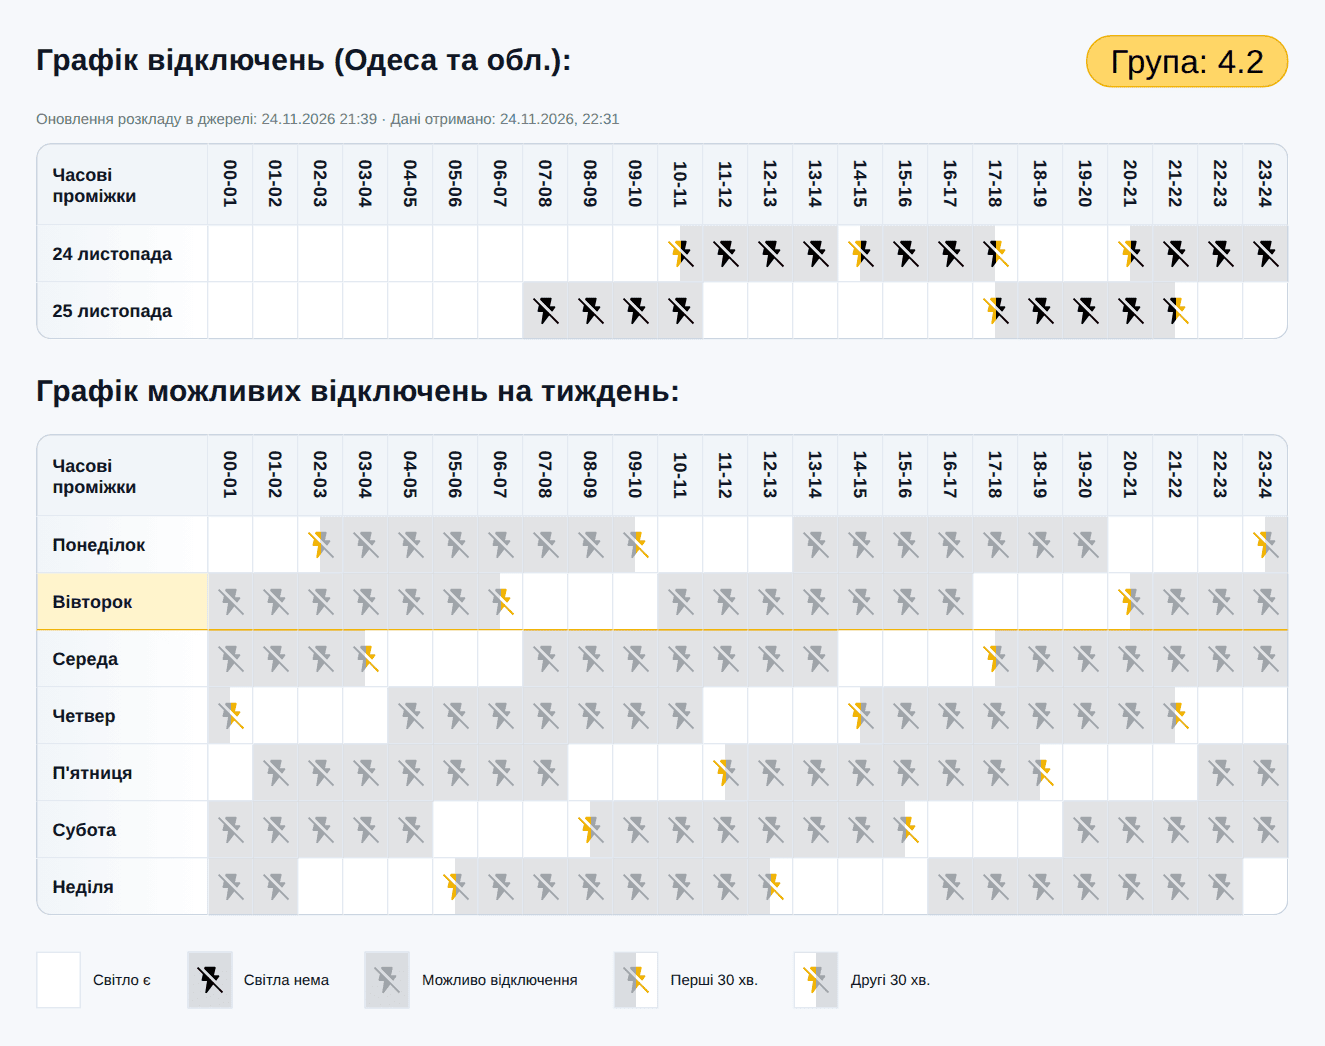 Графік відключень (Одеса та обл.):
Група: 4.2
Оновлення розкладу в джерелі: 24.11.2026 21:39 · Дані отримано: 24.11.2026, 22:31
Часові
проміжки
00-01 01-02 02-03 03-04 04-05 05-06 06-07 07-08 08-09 09-10 10-11 11-12 12-13 13-14 14-15 15-16 16-17 17-18 18-19 19-20 20-21 21-22 22-23 23-24
24 листопада
25 листопада
Графік можливих відключень на тиждень:
Часові
проміжки
00-01 01-02 02-03 03-04 04-05 05-06 06-07 07-08 08-09 09-10 10-11 11-12 12-13 13-14 14-15 15-16 16-17 17-18 18-19 19-20 20-21 21-22 22-23 23-24
Понеділок
Вівторок
Середа
Четвер
П'ятниця
Субота
Неділя
Світло є
Світла нема
Можливо відключення
Перші 30 хв.
Другі 30 хв.